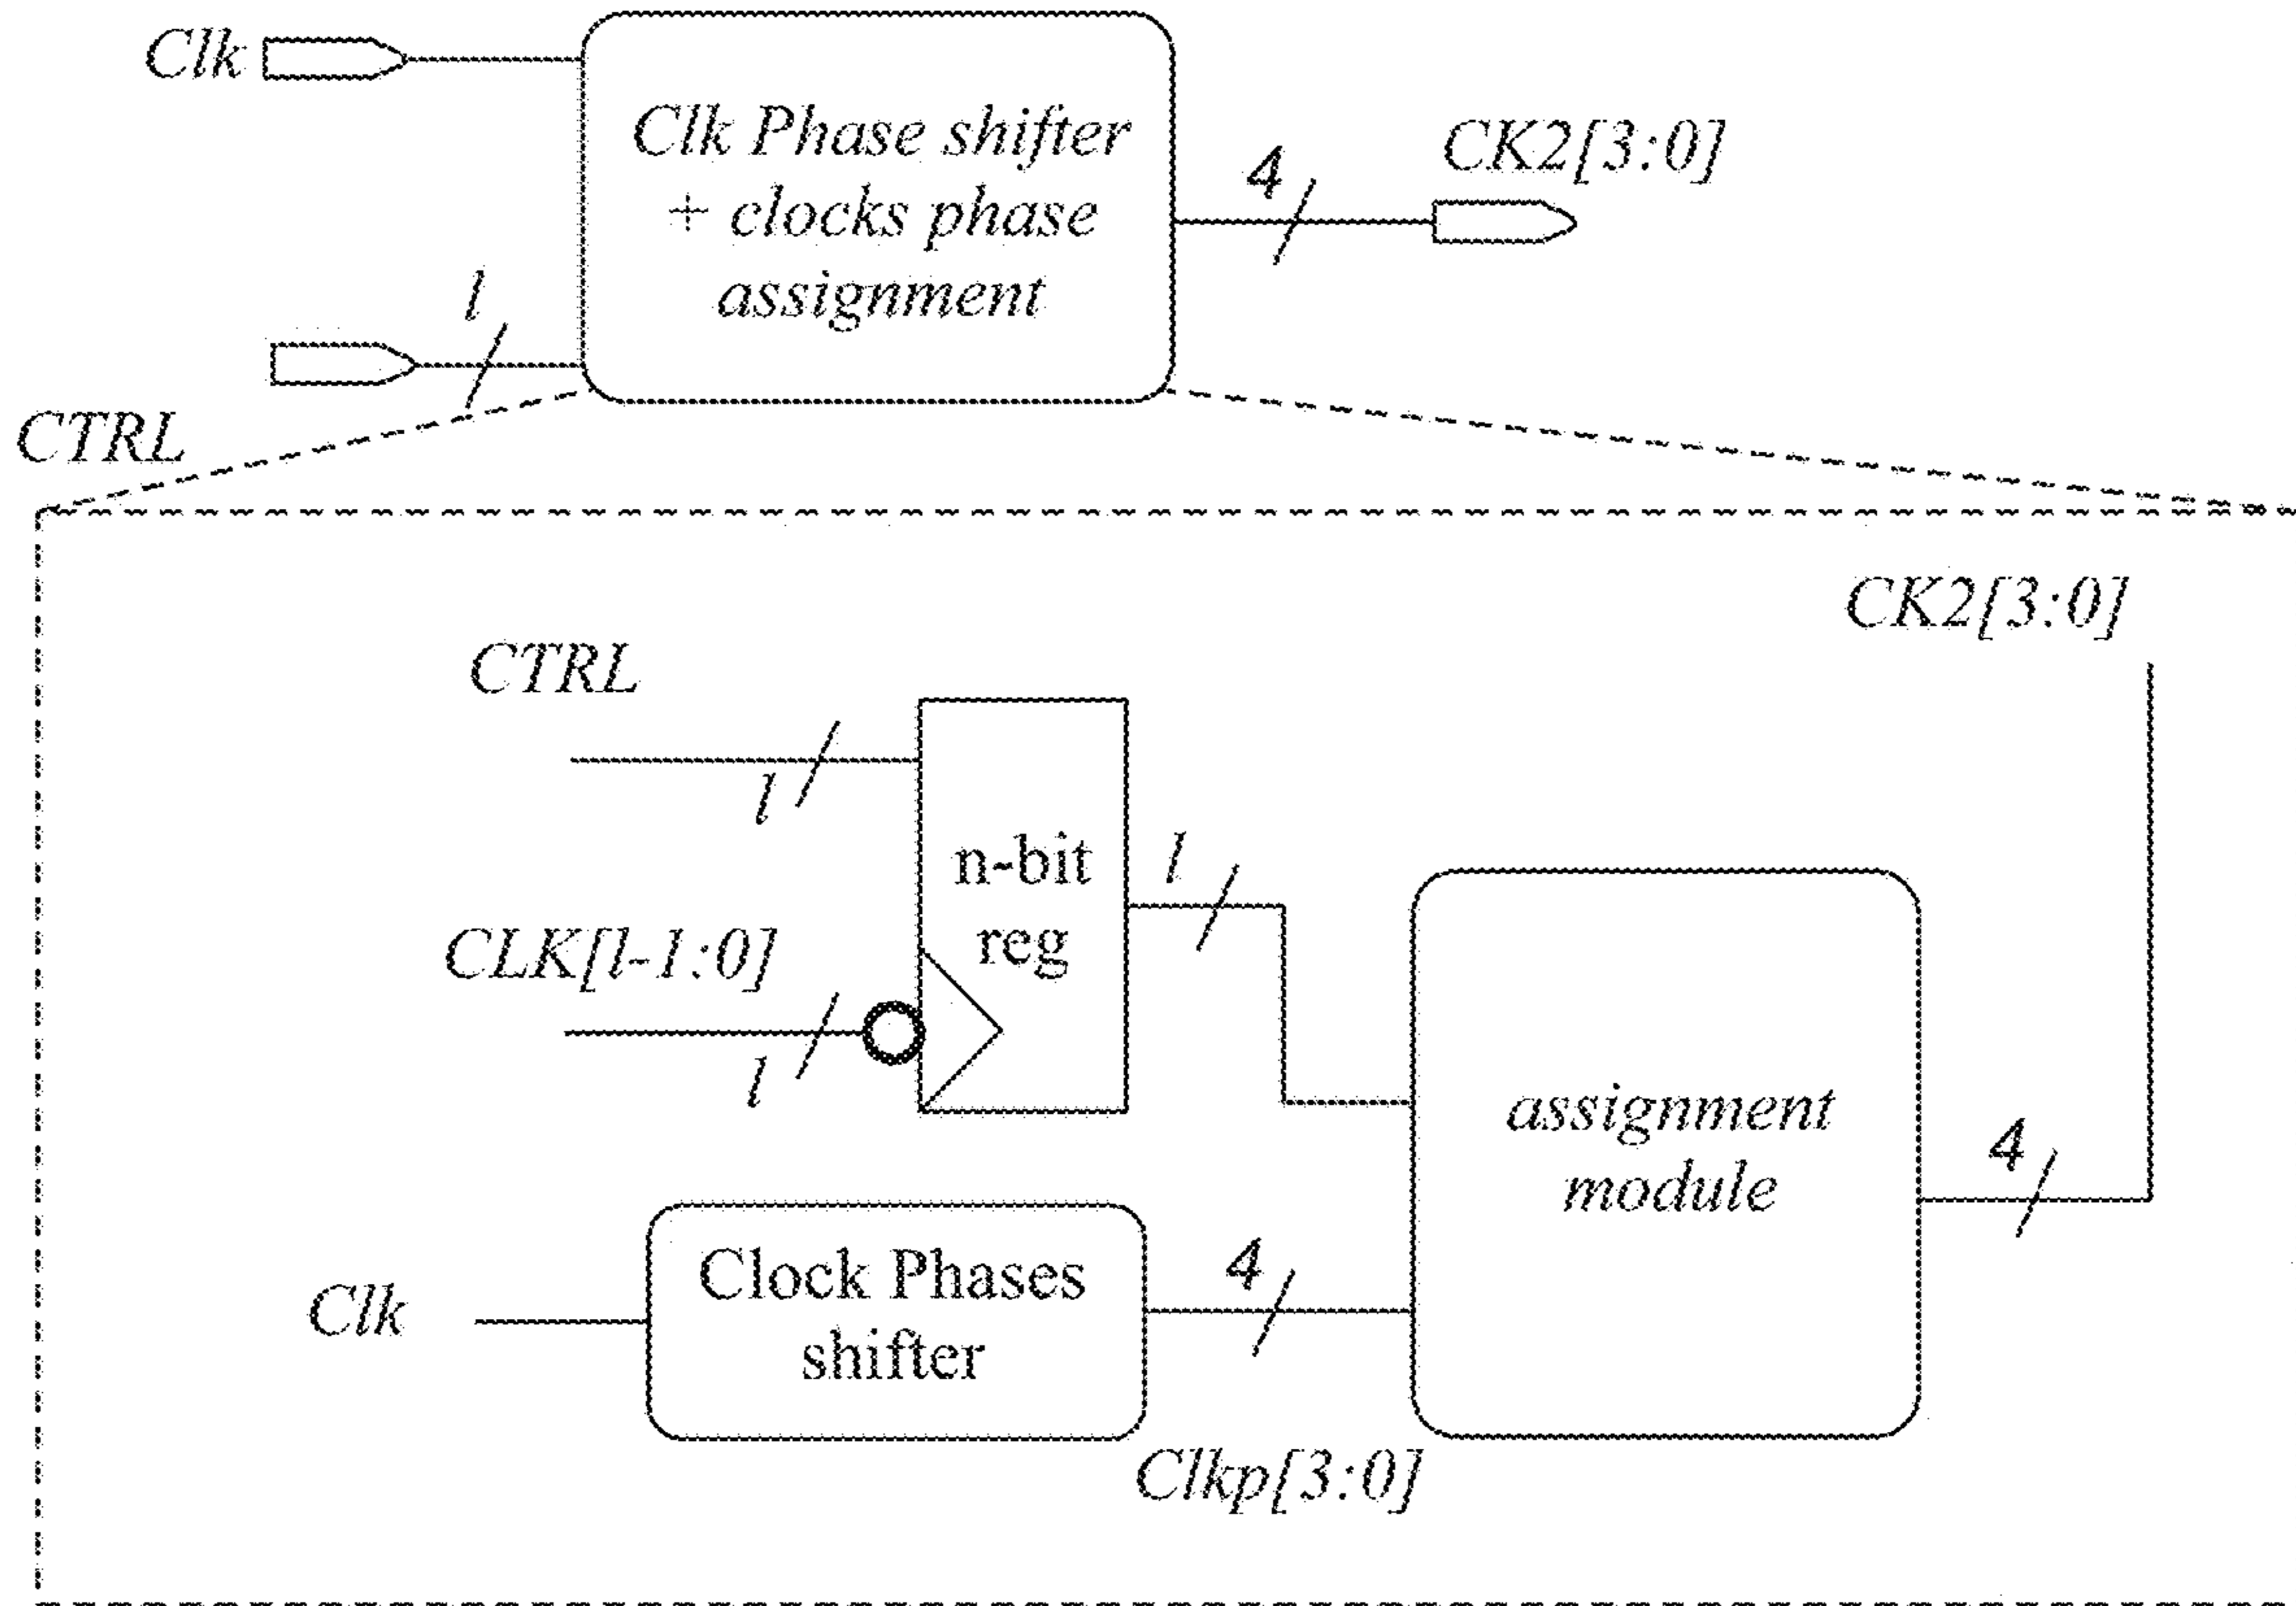 Clk
Clk Phase shifter
+ clocks phase
assignment
4
CK2[3:0]
l
CTRL
CK2[3:0]
CTRL
l
n-bit
reg
l
CLK[l-1:0]
l
assignment
module
4
Clk
Clock Phases
shifter
4
Clkp[3:0]